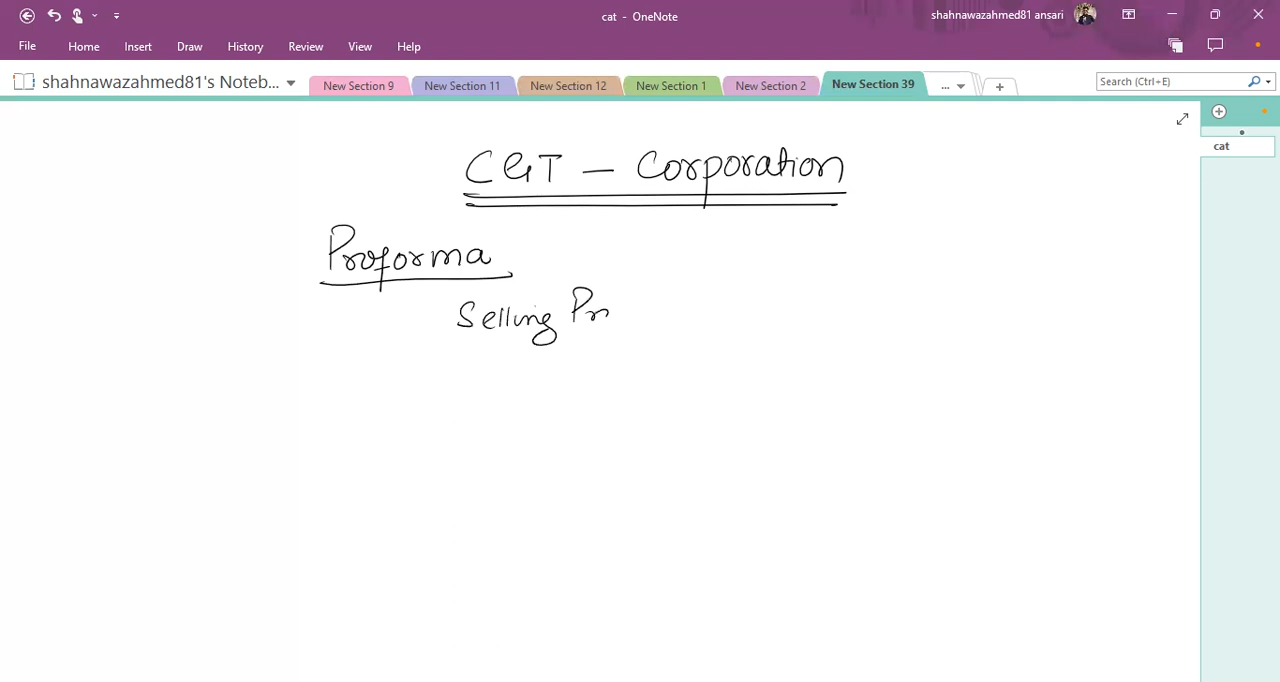 cat - OneNote
shahnawazahmed81 ansari
File Home Insert Draw History Review View Help
shahnawazahmed81's Noteb... New Section 9 New Section 11 New Section 12 New Section 1 New Section 2 New Section 39 ... + Search (Ctrl+E)
cat
CGT - Corporation
Proforma
Selling Pri